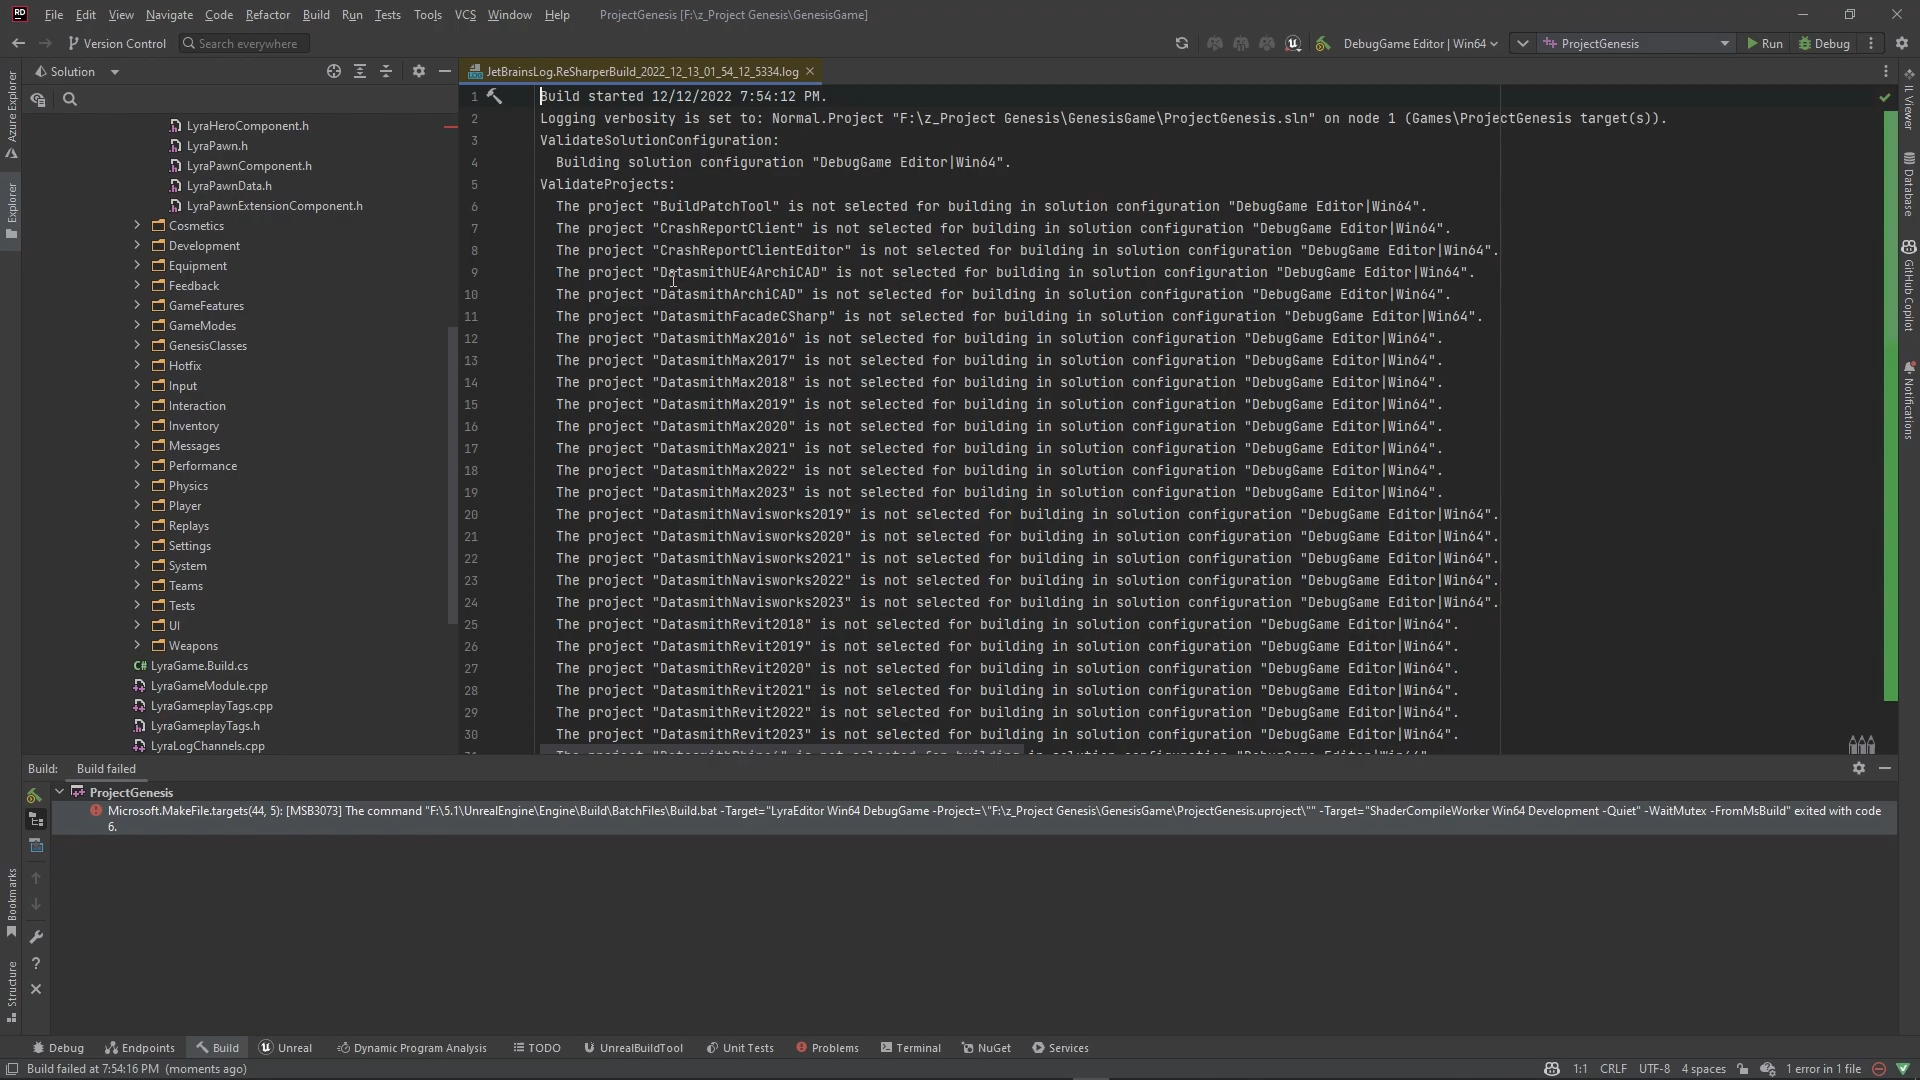 RD File Edit View Navigate Code Refactor Build Run Tests Tools VCS Window Help ProjectGenesis [F:\z_Project Genesis\GenesisGame]
Version Control Search everywhere DebugGame Editor | Win64 ProjectGenesis Run Debug
Solution
JetBrainsLog.ReSharperBuild_2022_12_13_01_54_12_5334.log
Azure Explorer
Explorer
LyraHeroComponent.h
LyraPawn.h
LyraPawnComponent.h
LyraPawnData.h
LyraPawnExtensionComponent.h
Cosmetics
Development
Equipment
Feedback
GameFeatures
GameModes
GenesisClasses
Hotfix
Input
Interaction
Inventory
Messages
Performance
Physics
Player
Replays
Settings
System
Teams
Tests
UI
Weapons
C# LyraGame.Build.cs
LyraGameModule.cpp
LyraGameplayTags.cpp
LyraGameplayTags.h
LyraLogChannels.cpp
1 Build started 12/12/2022 7:54:12 PM.
2 Logging verbosity is set to: Normal.Project "F:\z_Project Genesis\GenesisGame\ProjectGenesis.sln" on node 1 (Games\ProjectGenesis target(s)).
3 ValidateSolutionConfiguration:
4 Building solution configuration "DebugGame Editor|Win64".
5 ValidateProjects:
6 The project "BuildPatchTool" is not selected for building in solution configuration "DebugGame Editor|Win64".
7 The project "CrashReportClient" is not selected for building in solution configuration "DebugGame Editor|Win64".
8 The project "CrashReportClientEditor" is not selected for building in solution configuration "DebugGame Editor|Win64".
9 The project "DatasmithUE4ArchiCAD" is not selected for building in solution configuration "DebugGame Editor|Win64".
10 The project "DatasmithArchiCAD" is not selected for building in solution configuration "DebugGame Editor|Win64".
11 The project "DatasmithFacadeCSharp" is not selected for building in solution configuration "DebugGame Editor|Win64".
12 The project "DatasmithMax2016" is not selected for building in solution configuration "DebugGame Editor|Win64".
13 The project "DatasmithMax2017" is not selected for building in solution configuration "DebugGame Editor|Win64".
14 The project "DatasmithMax2018" is not selected for building in solution configuration "DebugGame Editor|Win64".
15 The project "DatasmithMax2019" is not selected for building in solution configuration "DebugGame Editor|Win64".
16 The project "DatasmithMax2020" is not selected for building in solution configuration "DebugGame Editor|Win64".
17 The project "DatasmithMax2021" is not selected for building in solution configuration "DebugGame Editor|Win64".
18 The project "DatasmithMax2022" is not selected for building in solution configuration "DebugGame Editor|Win64".
19 The project "DatasmithMax2023" is not selected for building in solution configuration "DebugGame Editor|Win64".
20 The project "DatasmithNavisworks2019" is not selected for building in solution configuration "DebugGame Editor|Win64".
21 The project "DatasmithNavisworks2020" is not selected for building in solution configuration "DebugGame Editor|Win64".
22 The project "DatasmithNavisworks2021" is not selected for building in solution configuration "DebugGame Editor|Win64".
23 The project "DatasmithNavisworks2022" is not selected for building in solution configuration "DebugGame Editor|Win64".
24 The project "DatasmithNavisworks2023" is not selected for building in solution configuration "DebugGame Editor|Win64".
25 The project "DatasmithRevit2018" is not selected for building in solution configuration "DebugGame Editor|Win64".
26 The project "DatasmithRevit2019" is not selected for building in solution configuration "DebugGame Editor|Win64".
27 The project "DatasmithRevit2020" is not selected for building in solution configuration "DebugGame Editor|Win64".
28 The project "DatasmithRevit2021" is not selected for building in solution configuration "DebugGame Editor|Win64".
29 The project "DatasmithRevit2022" is not selected for building in solution configuration "DebugGame Editor|Win64".
30 The project "DatasmithRevit2023" is not selected for building in solution configuration "DebugGame Editor|Win64".
IL Viewer
Database
GitHub Copilot
Notifications
Build: Build failed
ProjectGenesis
Microsoft.MakeFile.targets(44, 5): [MSB3073] The command "F:\5.1\UnrealEngine\Engine\Build\BatchFiles\Build.bat -Target="LyraEditor Win64 DebugGame -Project=\"F:\z_Project Genesis\GenesisGame\ProjectGenesis.uproject\"" -Target="ShaderCompileWorker Win64 Development -Quiet" -WaitMutex -FromMsBuild" exited with code
6.
Bookmarks
Structure
Debug Endpoints Build Unreal Dynamic Program Analysis TODO UnrealBuildTool Unit Tests Problems Terminal NuGet Services
Build failed at 7:54:16 PM (moments ago) 1:1 CRLF UTF-8 4 spaces 1 error in 1 file